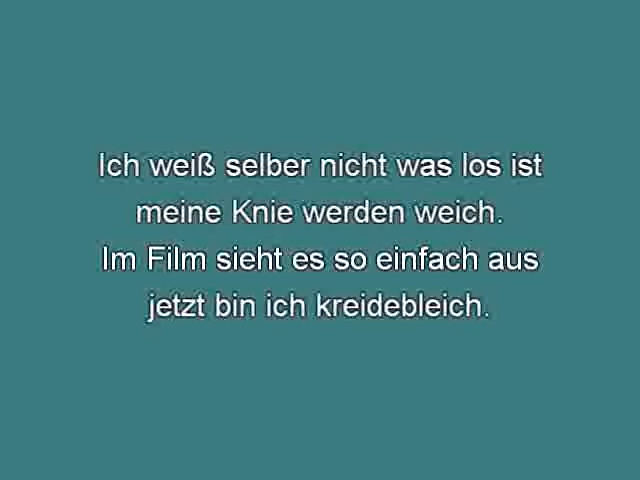 Ich weiß selber nicht was los ist
meine Knie werden weich.
Im Film sieht es so einfach aus
jetzt bin ich kreidebleich.